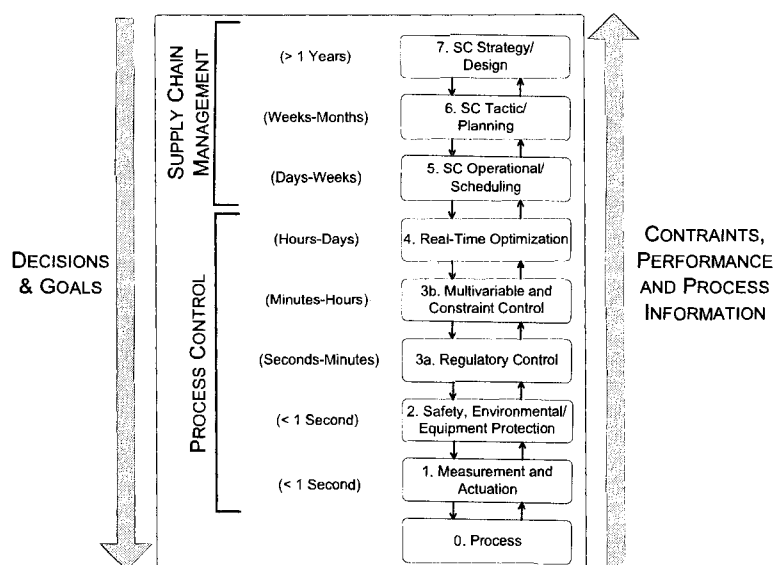 SUPPLY CHAIN
MANAGEMENT
(> 1 Years)
7. SC Strategy/
Design
(Weeks-Months)
6. SC Tactic/
Planning
(Days-Weeks)
5. SC Operational/
Scheduling
DECISIONS
& GOALS
PROCESS CONTROL
(Hours-Days)
4. Real-Time Optimization
(Minutes-Hours)
3b. Multivariable and
Constraint Control
(Seconds-Minutes)
3a. Regulatory Control
(< 1 Second)
2. Safety, Environmental/
Equipment Protection
(< 1 Second)
1. Measurement and
Actuation
0. Process
CONTRAINTS,
PERFORMANCE
AND PROCESS
INFORMATION